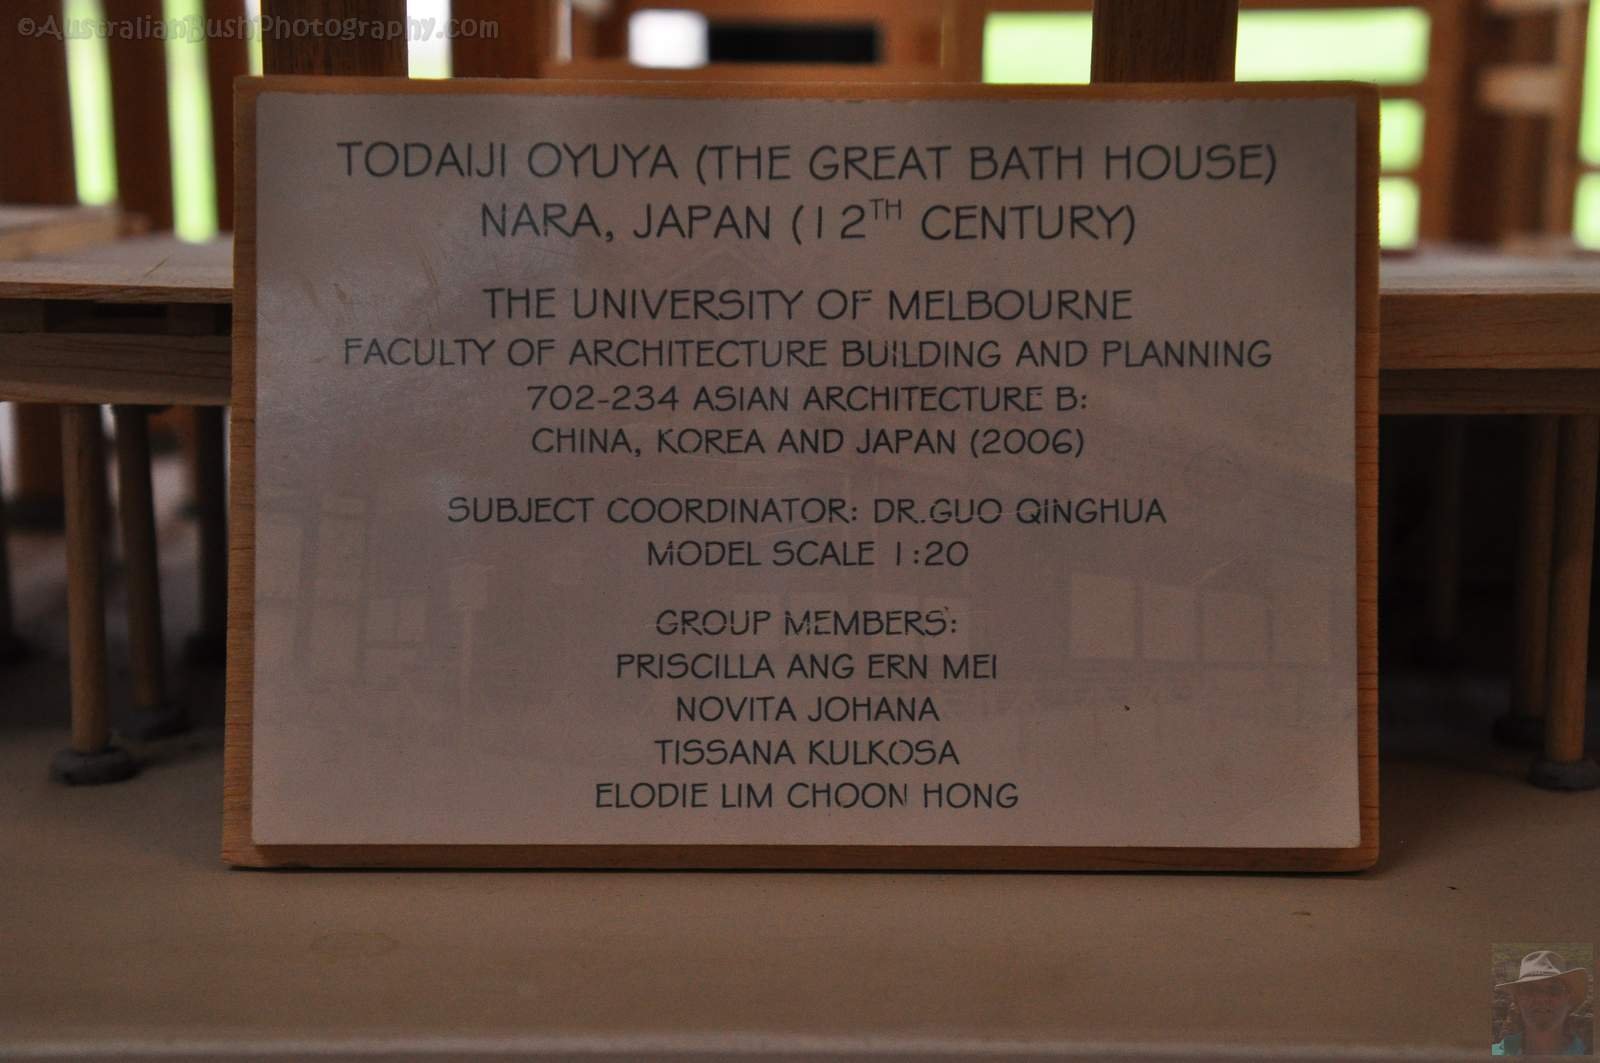 ©AustralianBushPhotography.com
TODAIJI OYUYA (THE GREAT BATH HOUSE)
NARA, JAPAN (12TH CENTURY)
THE UNIVERSITY OF MELBOURNE
FACULTY OF ARCHITECTURE BUILDING AND PLANNING
702-234 ASIAN ARCHITECTURE B:
CHINA, KOREA AND JAPAN (2006)
SUBJECT COORDINATOR: DR.GUO QINGHUA
MODEL SCALE 1:20
GROUP MEMBERS:
PRISCILLA ANG ERN MEI
NOVITA JOHANA
TISSANA KULKOSA
ELODIE LIM CHOON HONG